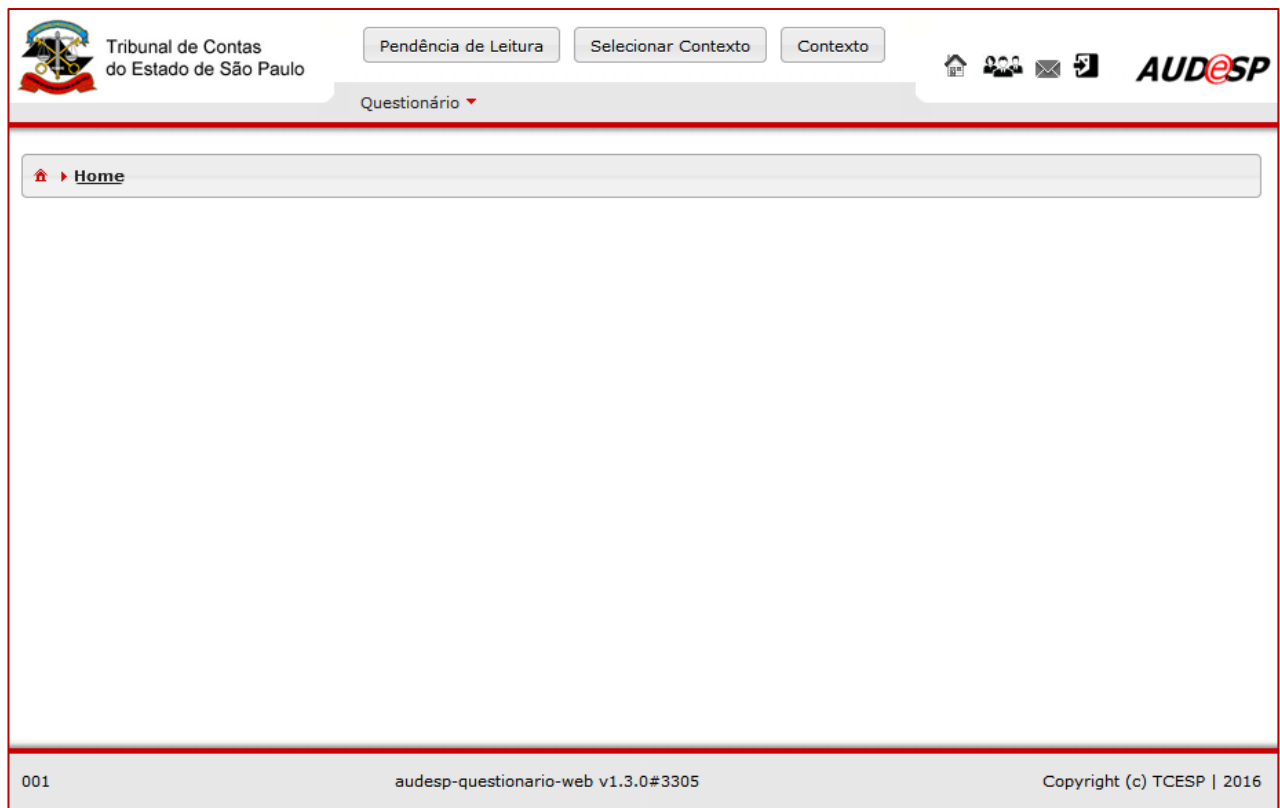 Tribunal de Contas
do Estado de São Paulo
Pendência de Leitura
Selecionar Contexto
Contexto
AUDeSP
Questionário
Home
001
audesp-questionario-web v1.3.0#3305
Copyright (c) TCESP | 2016